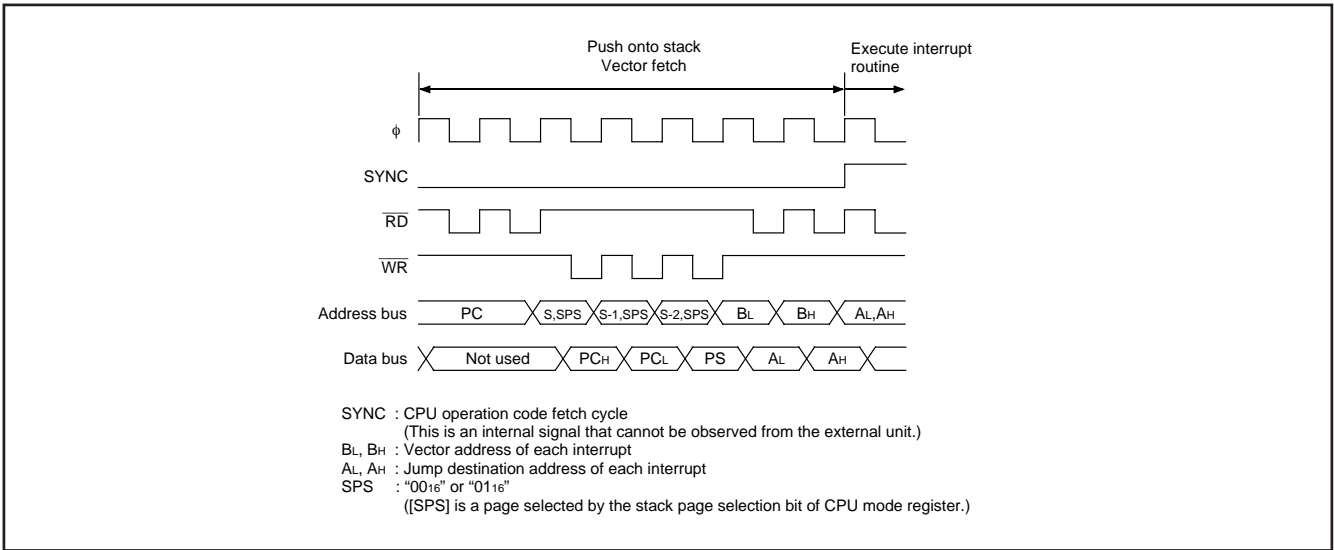 Push onto stack
Vector fetch
Execute interrupt
routine
ϕ
SYNC
RD
WR
Address bus PC S,SPS S-1,SPS S-2,SPS BL BH AL,AH
Data bus Not used PCH PCL PS AL AH
SYNC : CPU operation code fetch cycle
(This is an internal signal that cannot be observed from the external unit.)
BL, BH : Vector address of each interrupt
AL, AH : Jump destination address of each interrupt
SPS : “0016” or “0116”
([SPS] is a page selected by the stack page selection bit of CPU mode register.)